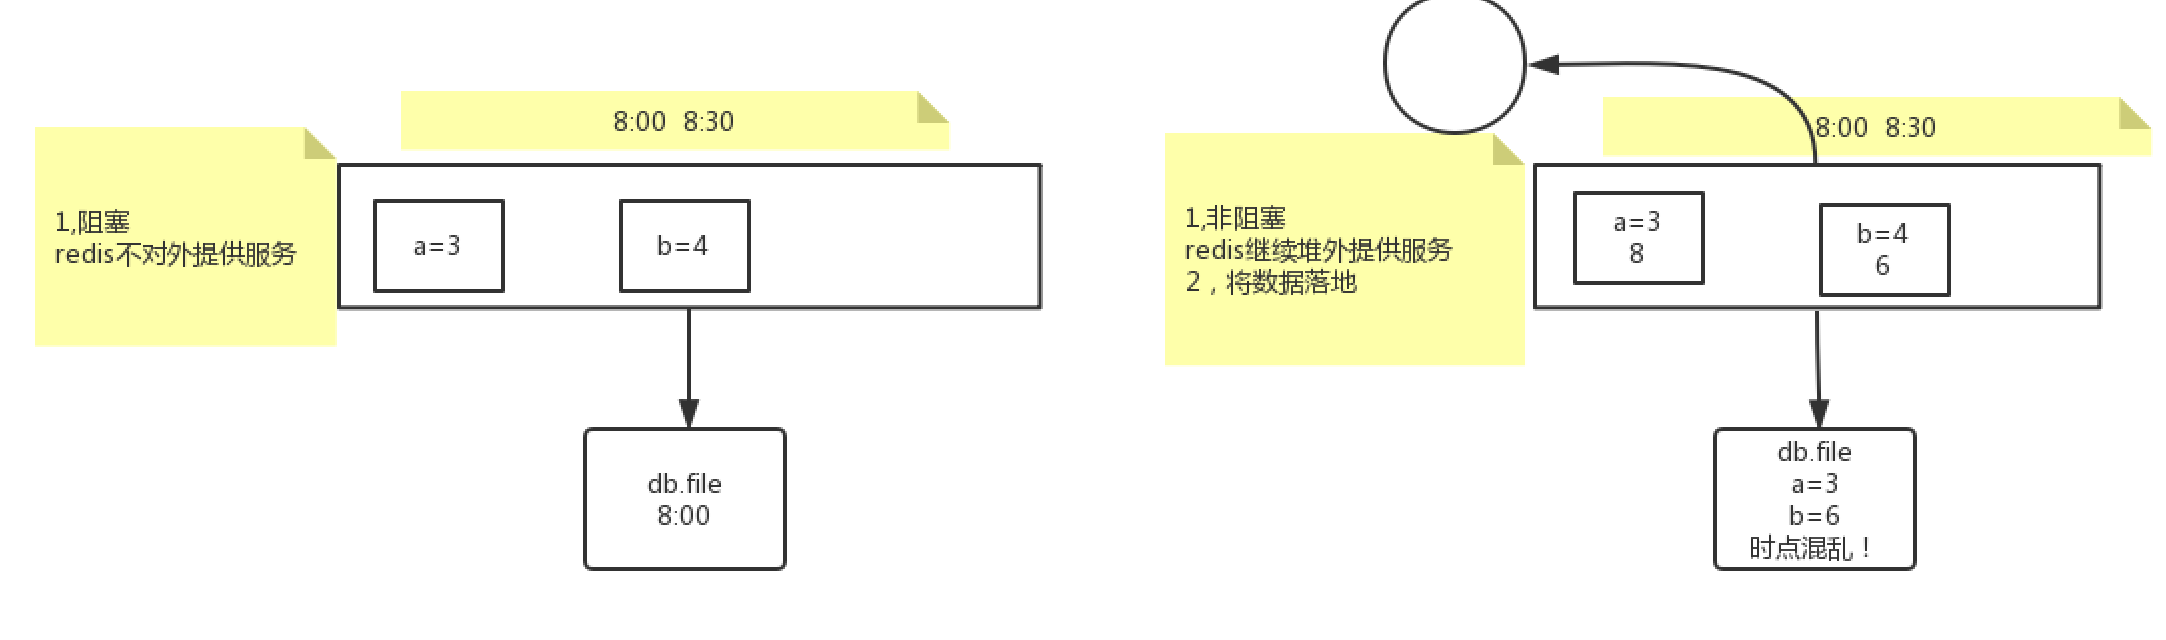 8:00 8:30
1,阻塞
redis不对外提供服务
a=3
b=4
db.file
8:00
8:00 8:30
1,非阻塞
redis继续堆外提供服务
2，将数据落地
a=3
8
b=4
6
db.file
a=3
b=6
时点混乱！